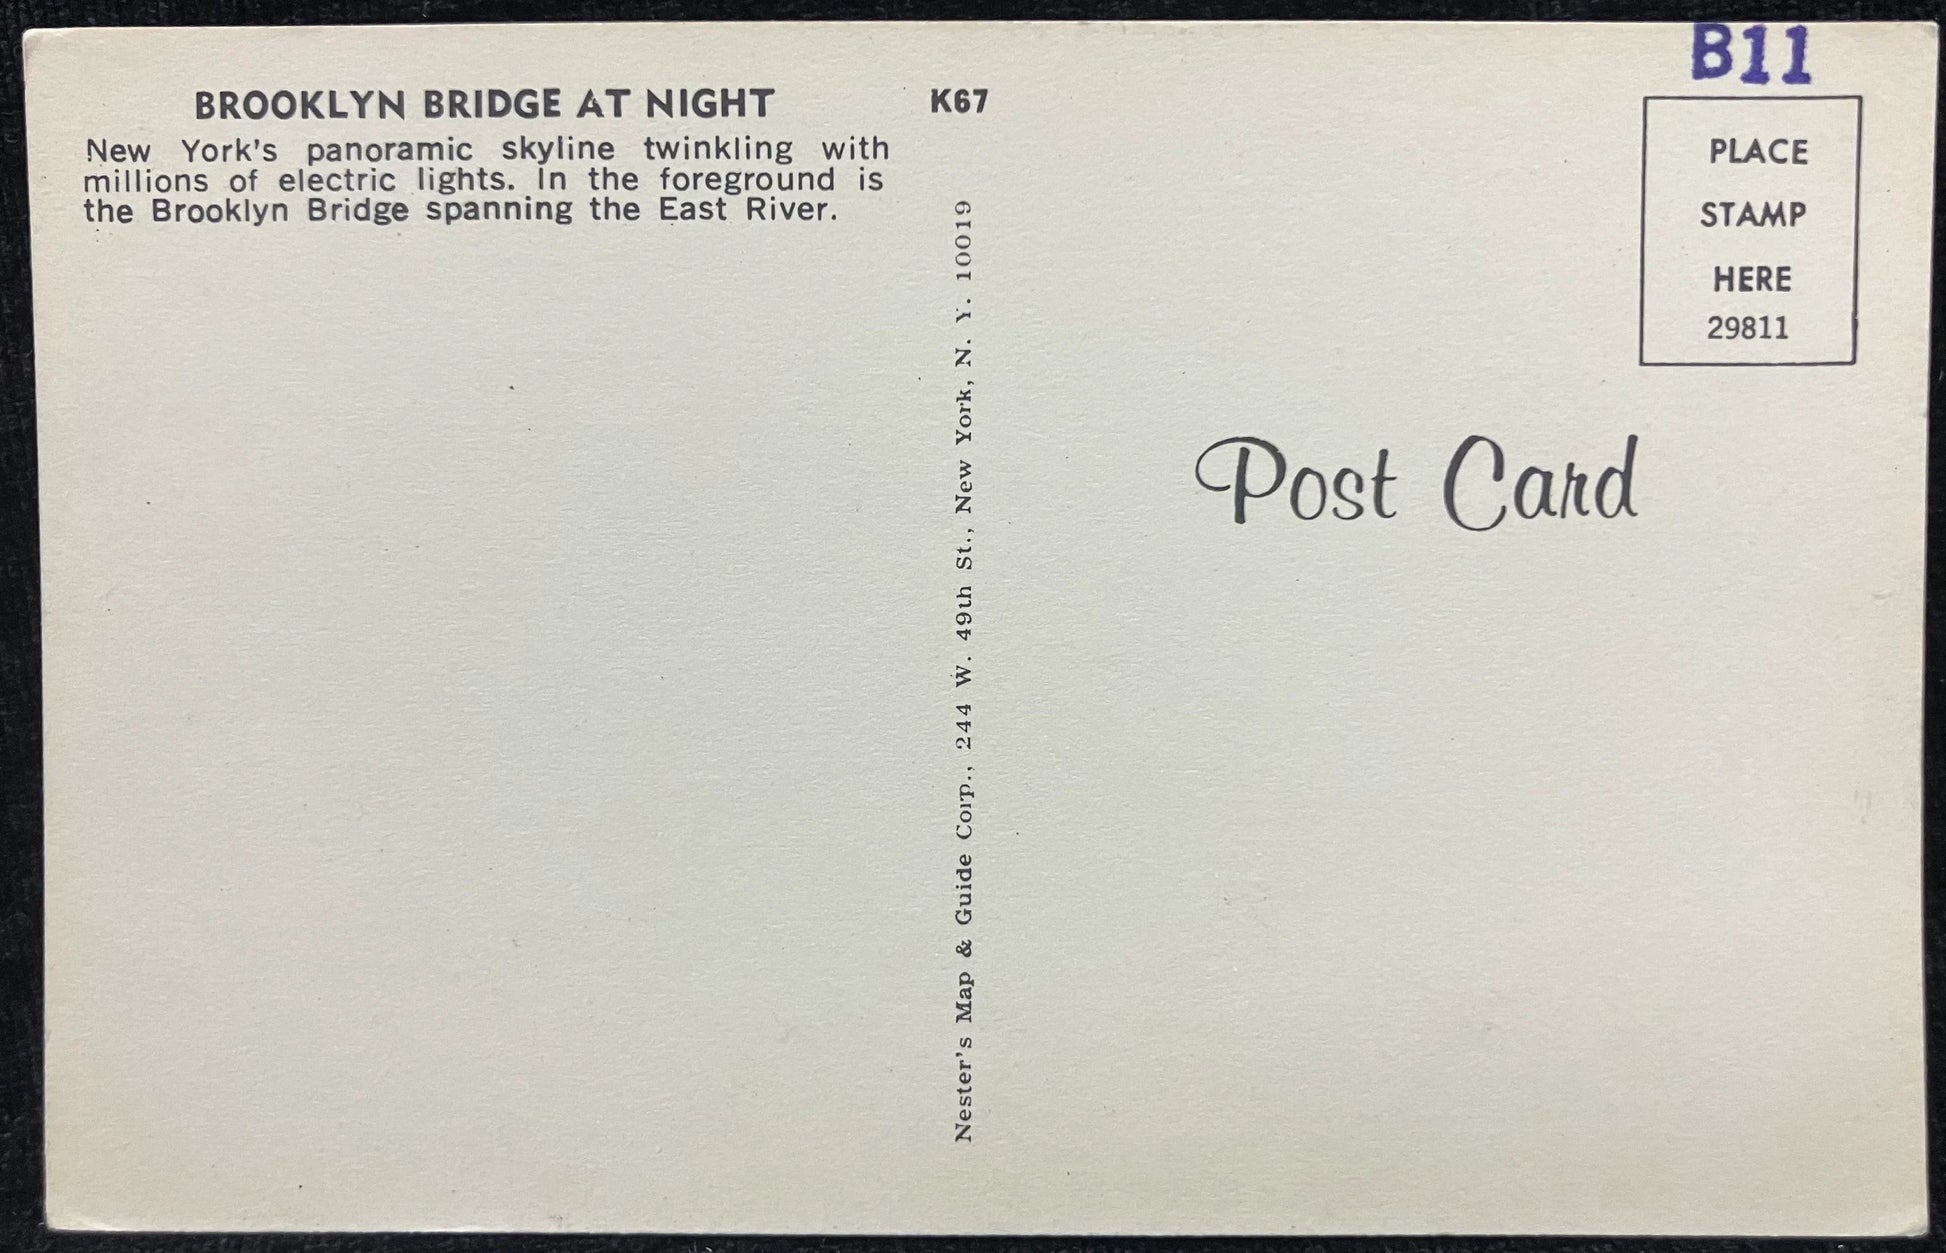 BROOKLYN BRIDGE AT NIGHT
New York's panoramic skyline twinkling with
millions of electric lights. In the foreground is
the Brooklyn Bridge spanning the East River.
K67
Nester's Map & Guide Corp., 244 W. 49th St., New York, N. Y. 10019
B11
PLACE
STAMP
HERE
29811
Post Card